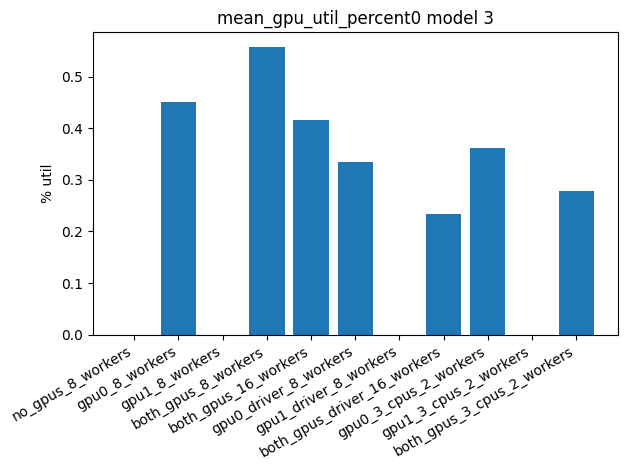 mean_gpu_util_percent0 model 3
% util
0.5
0.4
0.3
0.2
0.1
0.0
no_gpus_8_workers
gpu0_8_workers
gpu1_8_workers
both_gpus_8_workers
both_gpus_16_workers
gpu0_driver_8_workers
gpu1_driver_8_workers
both_gpus_driver_16_workers
gpu0_3_cpus_2_workers
gpu1_3_cpus_2_workers
both_gpus_3_cpus_2_workers